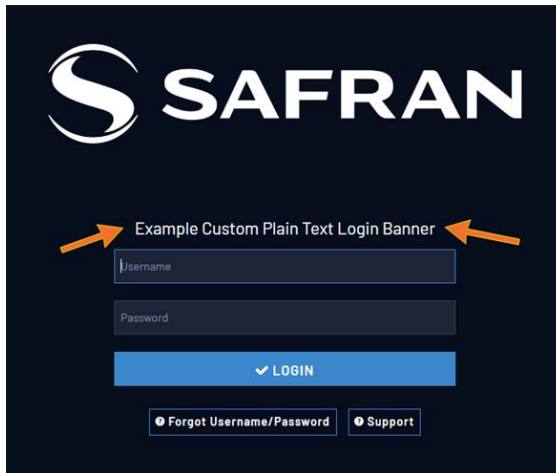 SAFRAN
Example Custom Plain Text Login Banner
Username
Password
LOGIN
Forgot Username/Password Support